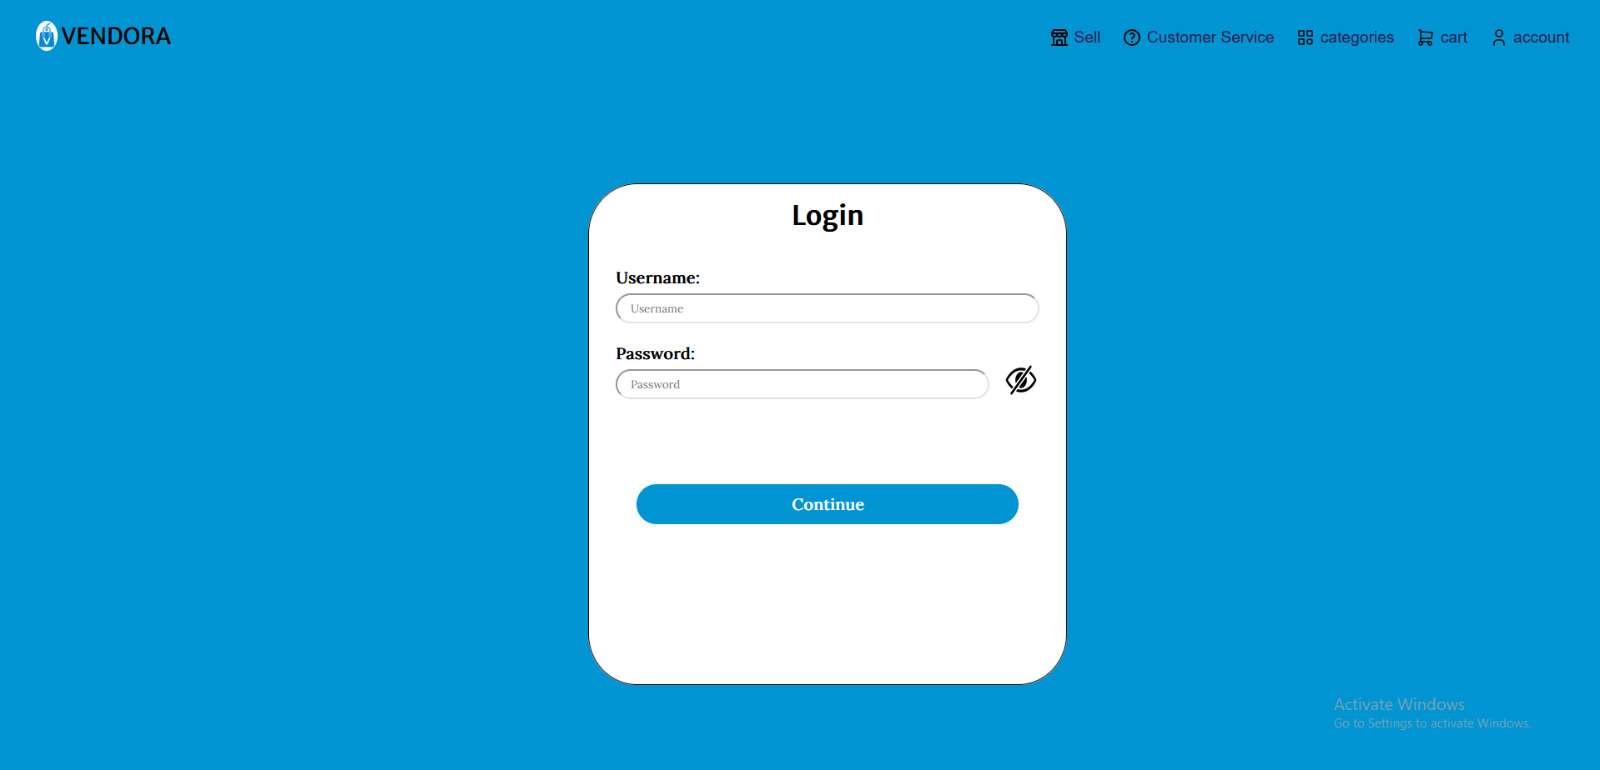 VENDORA
Sell Customer Service categories cart account
Login
Username:
Username
Password:
Password
Continue
Activate Windows
Go to Settings to activate Windows.